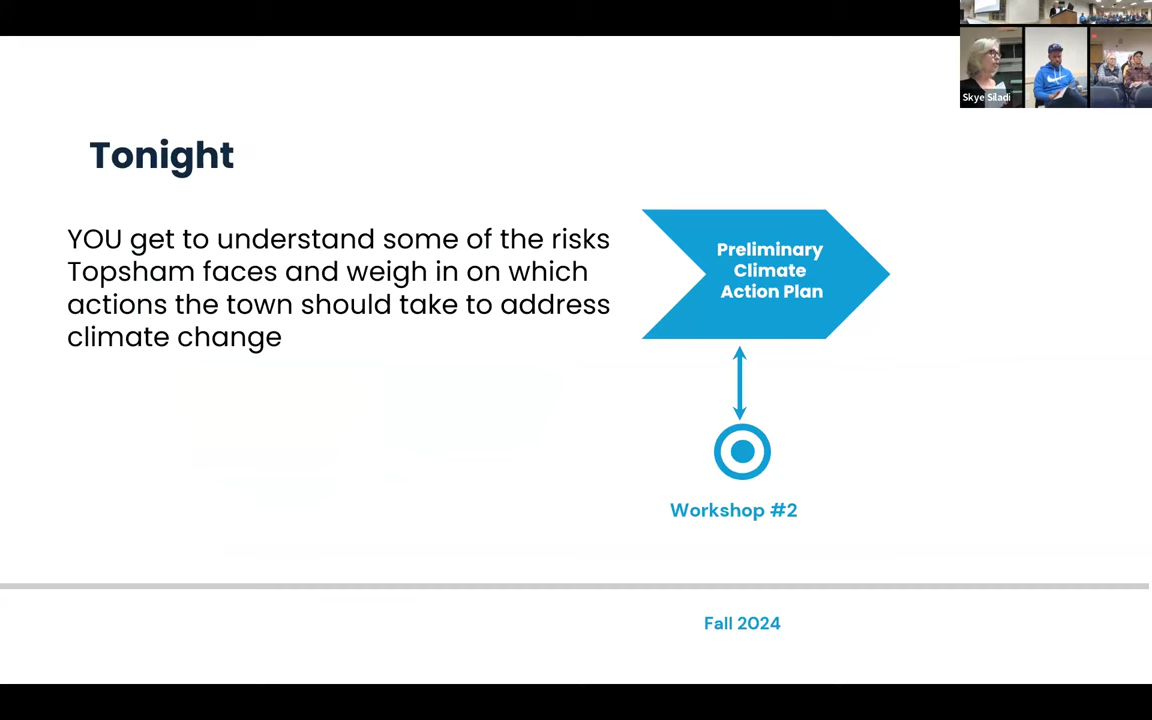 Skye Siladi
Tonight
YOU get to understand some of the risks
Topsham faces and weigh in on which
actions the town should take to address
climate change
Preliminary
Climate
Action Plan
Workshop #2
Fall 2024